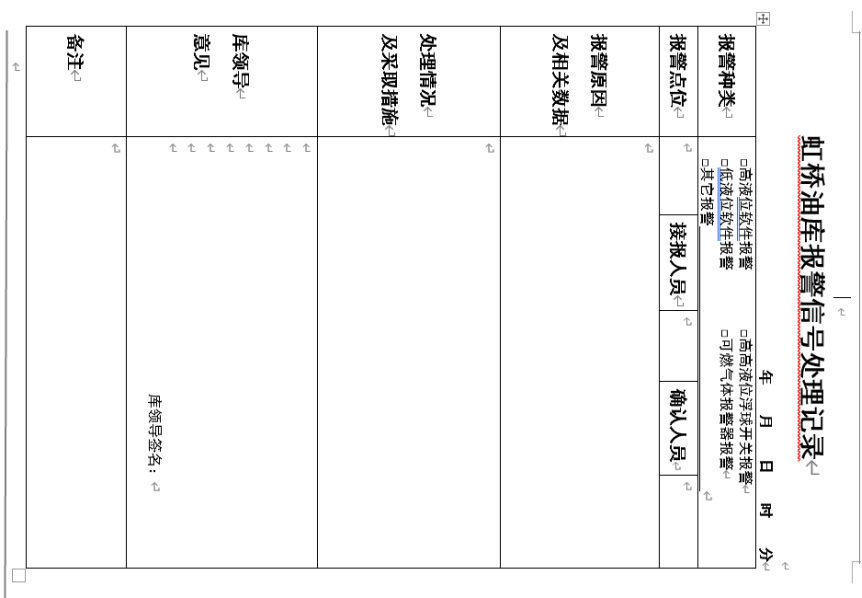 虹桥油库报警信号处理记录
年 月 日 时 分
报警种类
□高液位软件报警 □高高液位浮球开关报警
□低液位软件报警 □可燃气体报警器报警
□其它报警
报警点位 接报人员 确认人员
报警原因
及相关数据
处理情况
及采取措施
库领导
意见
库领导签名：
备注